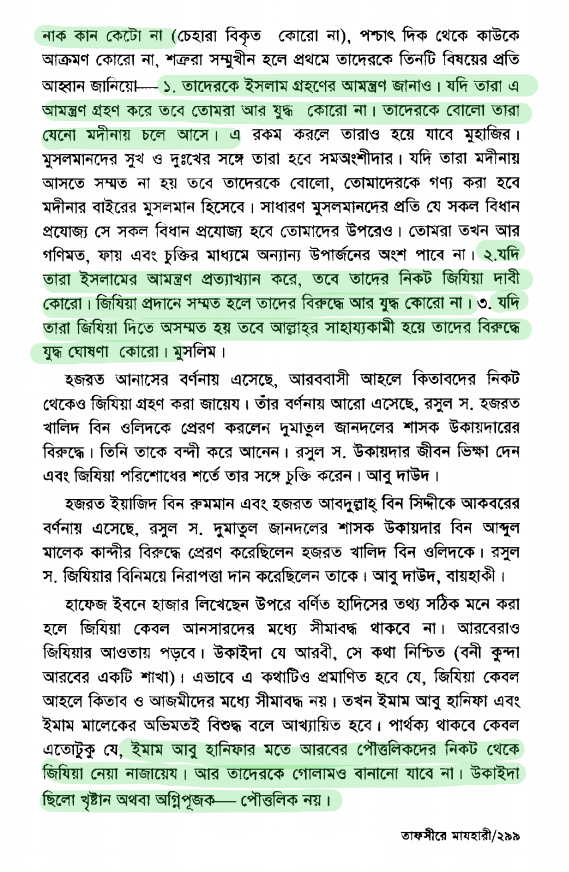 নাক কান কেটো না (চেহারা বিকৃত কোরো না), পশ্চাৎ দিক থেকে কাউকে
আক্রমণ কোরো না, শত্রুরা সম্মুখীন হলে প্রথমে তাদেরকে তিনটি বিষয়ের প্রতি
আহ্বান জানিয়ো— ১. তাদেরকে ইসলাম গ্রহণের আমন্ত্রণ জানাও। যদি তারা এ
আমন্ত্রণ গ্রহণ করে তবে তোমরা আর যুদ্ধ কোরো না। তাদেরকে বোলো তারা
যেনো মদীনায় চলে আসে। এ রকম করলে তারাও হয়ে যাবে মুহাজির।
মুসলমানদের সুখ ও দুঃখের সঙ্গে তারা হবে সমঅংশীদার। যদি তারা মদীনায়
আসতে সম্মত না হয় তবে তাদেরকে বোলো, তোমাদেরকে গণ্য করা হবে
মদীনার বাইরের মুসলমান হিসেবে। সাধারণ মুসলমানদের প্রতি যে সকল বিধান
প্রযোজ্য সে সকল বিধান প্রযোজ্য হবে তোমাদের উপরেও। তোমরা তখন আর
গণিমত, ফায় এবং চুক্তির মাধ্যমে অন্যান্য উপার্জনের অংশ পাবে না। ২.যদি
তারা ইসলামের আমন্ত্রণ প্রত্যাখ্যান করে, তবে তাদের নিকট জিযিয়া দাবী
কোরো। জিযিয়া প্রদানে সম্মত হলে তাদের বিরুদ্ধে আর যুদ্ধ কোরো না। ৩. যদি
তারা জিযিয়া দিতে অসম্মত হয় তবে আল্লাহ্‌র সাহায্যকামী হয়ে তাদের বিরুদ্ধে
যুদ্ধ ঘোষণা কোরো। মুসলিম।
হজরত আনাসের বর্ণনায় এসেছে, আরববাসী আহলে কিতাবদের নিকট
থেকেও জিযিয়া গ্রহণ করা জায়েয। তাঁর বর্ণনায় আরো এসেছে, রসুল স. হজরত
খালিদ বিন ওলিদকে প্রেরণ করলেন দুমাতুল জানদলের শাসক উকায়দারের
বিরুদ্ধে। তিনি তাকে বন্দী করে আনেন। রসুল স. উকায়দার জীবন ভিক্ষা দেন
এবং জিযিয়া পরিশোধের শর্তে তার সঙ্গে চুক্তি করেন। আবু দাউদ।
হজরত ইয়াজিদ বিন রুমমান এবং হজরত আবদুল্লাহ্ বিন সিদ্দীকে আকবরের
বর্ণনায় এসেছে, রসুল স. দুমাতুল জানদলের শাসক উকায়দার বিন আব্দুল
মালেক কান্দীর বিরুদ্ধে প্রেরণ করেছিলেন হজরত খালিদ বিন ওলিদকে। রসুল
স. জিযিয়ার বিনিময়ে নিরাপত্তা দান করেছিলেন তাকে। আবু দাউদ, বায়হাকী।
হাফেজ ইবনে হাজার লিখেছেন উপরে বর্ণিত হাদিসের তথ্য সঠিক মনে করা
হলে জিযিয়া কেবল আনসারদের মধ্যে সীমাবদ্ধ থাকবে না। আরবেরাও
জিযিয়ার আওতায় পড়বে। উকাইদা যে আরবী, সে কথা নিশ্চিত (বনী কুন্দা
আরবের একটি শাখা)। এভাবে এ কথাটিও প্রমাণিত হবে যে, জিযিয়া কেবল
আহলে কিতাব ও আজমীদের মধ্যে সীমাবদ্ধ নয়। তখন ইমাম আবু হানিফা এবং
ইমাম মালেকের অভিমতই বিশুদ্ধ বলে আখ্যায়িত হবে। পার্থক্য থাকবে কেবল
এতোটুকু যে, ইমাম আবু হানিফার মতে আরবের পৌত্তলিকদের নিকট থেকে
জিযিয়া নেয়া নাজায়েয। আর তাদেরকে গোলামও বানানো যাবে না। উকাইদা
ছিলো খৃষ্টান অথবা অগ্নিপূজক— পৌত্তলিক নয়।
তাফসীরে মাযহারী/২৯৯